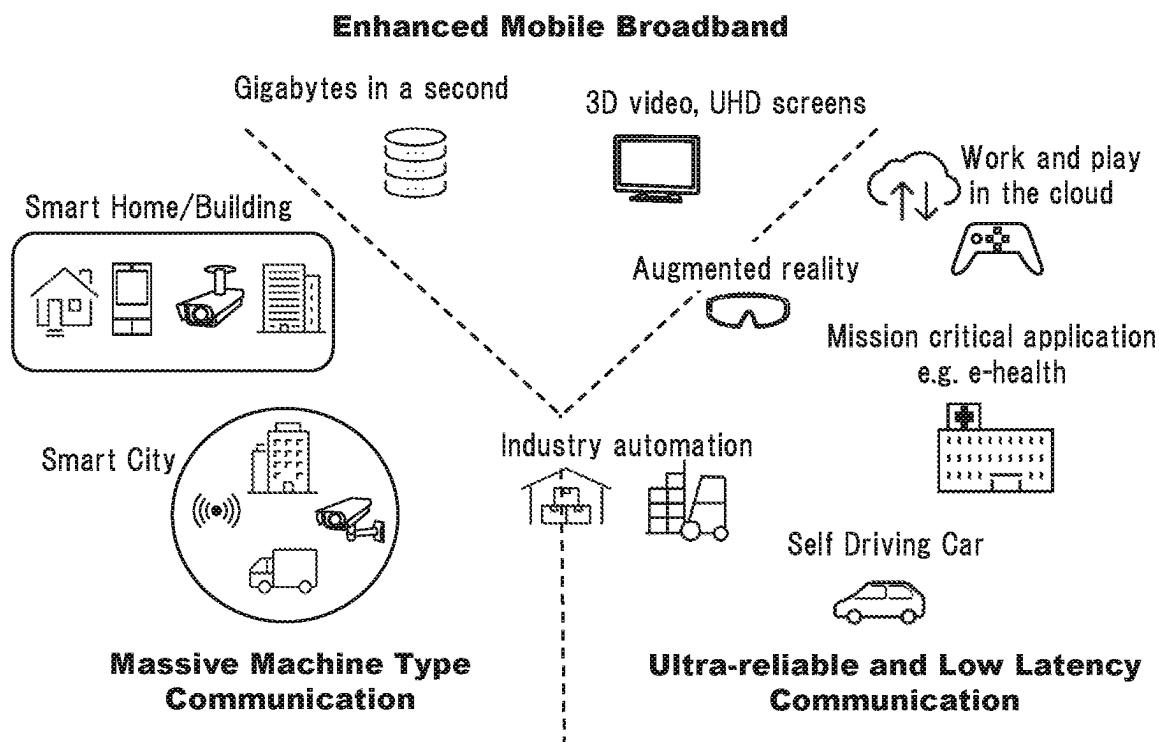 Enhanced Mobile Broadband
Gigabytes in a second
3D video, UHD screens
Work and play
in the cloud
Smart Home/Building
Augmented reality
Mission critical application
e.g. e-health
Industry automation
Smart City
Self Driving Car
Massive Machine Type
Communication
Ultra-reliable and Low Latency
Communication